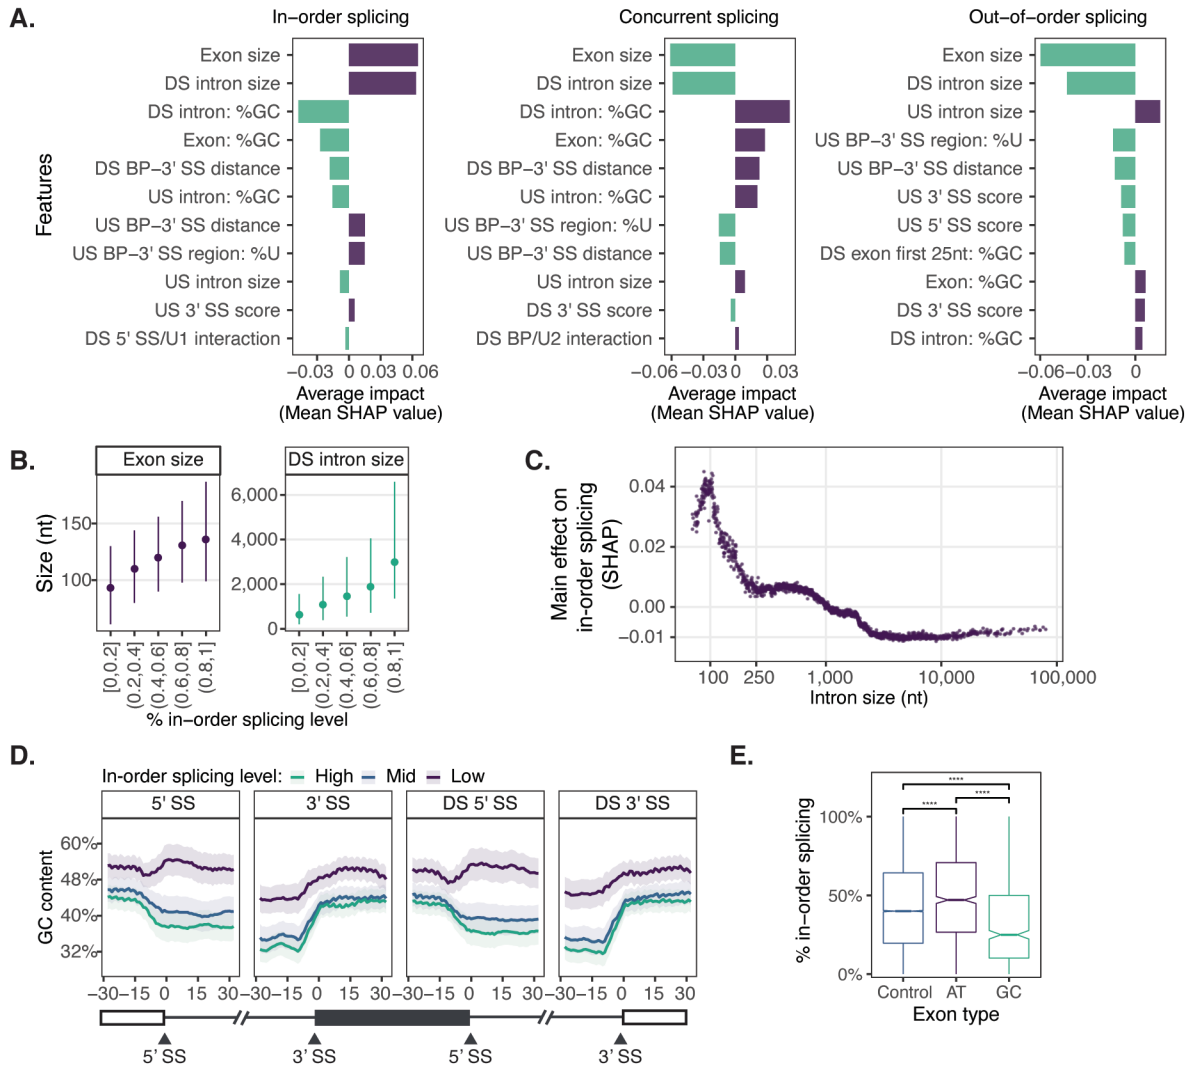 A.
In−order splicing
Concurrent splicing
Out−of−order splicing
Features
Exon size
DS intron size
DS intron: %GC
Exon: %GC
DS BP−3' SS distance
US intron: %GC
US BP−3' SS distance
US BP−3' SS region: %U
US intron size
US 3' SS score
DS 5' SS/U1 interaction
−0.03 0 0.03 0.06
Average impact
(Mean SHAP value)
Exon size
DS intron size
DS intron: %GC
Exon: %GC
DS BP−3' SS distance
US intron: %GC
US BP−3' SS region: %U
US BP−3' SS distance
US intron size
DS 3' SS score
DS BP/U2 interaction
−0.06 −0.03 0 0.03
Average impact
(Mean SHAP value)
Exon size
DS intron size
US intron size
US BP−3' SS region: %U
US BP−3' SS distance
US 3' SS score
US 5' SS score
DS exon first 25nt: %GC
Exon: %GC
DS 3' SS score
DS intron: %GC
−0.06 −0.03 0
Average impact
(Mean SHAP value)
B.
Exon size
DS intron size
Size (nt)
150
100
6,000
4,000
2,000
0
[0,0.2]
(0.2,0.4]
(0.4,0.6]
(0.6,0.8]
(0.8,1]
[0,0.2]
(0.2,0.4]
(0.4,0.6]
(0.6,0.8]
(0.8,1]
% in−order splicing level
C.
Main effect on
in−order splicing
(SHAP)
0.04
0.02
0.00
−0.01
100 250 1,000 10,000 100,000
Intron size (nt)
D.
In−order splicing level: High Mid Low
5' SS
3' SS
DS 5' SS
DS 3' SS
GC content
60%
48%
40%
32%
−30 −15 0 15 30
−30 −15 0 15 30
−30 −15 0 15 30
−30 −15 0 15 30
5' SS
3' SS
5' SS
3' SS
E.
% in−order splicing
100%
50%
0%
****
****
****
Control AT GC
Exon type